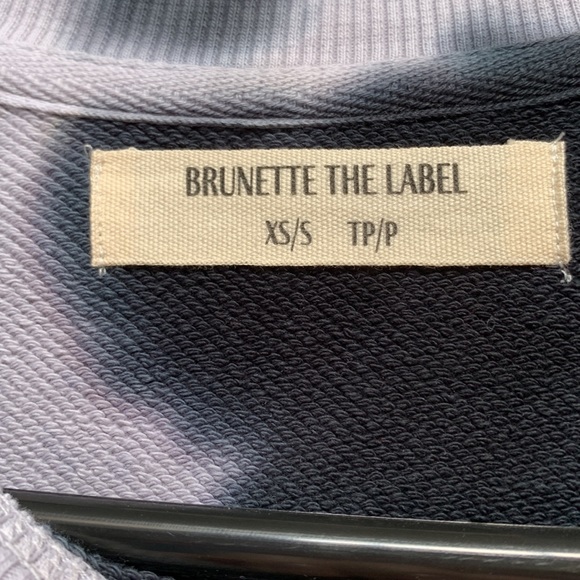 BRUNETTE THE LABEL
XS/S TP/P